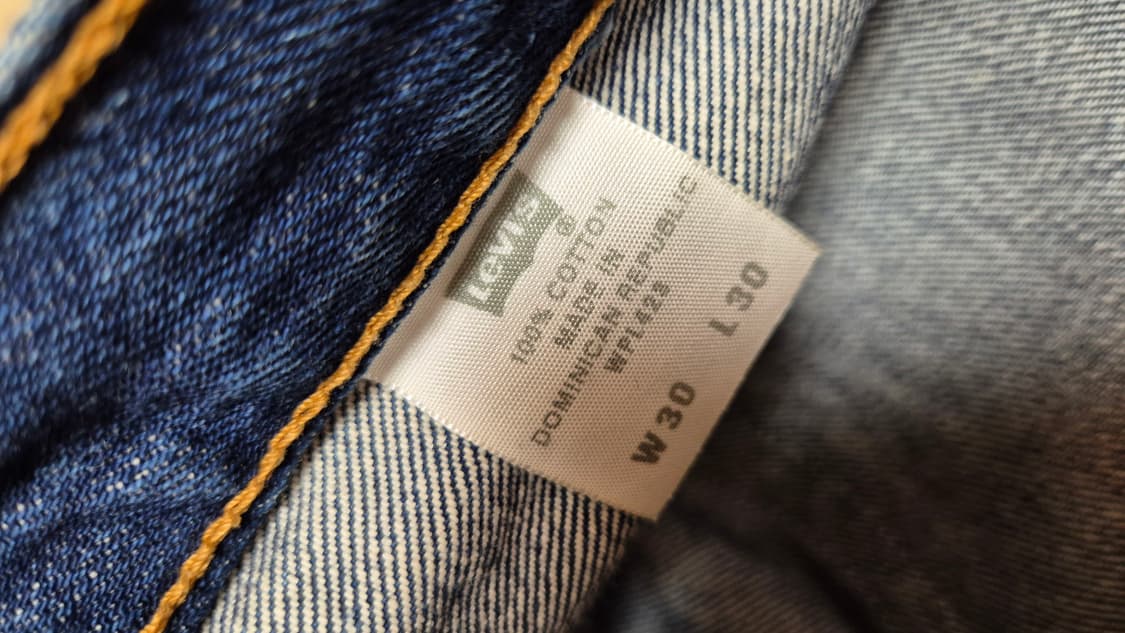 Levi's®
100% COTTON
MADE IN
DOMINICAN REPUBLIC
WPL423
W 30 L 30